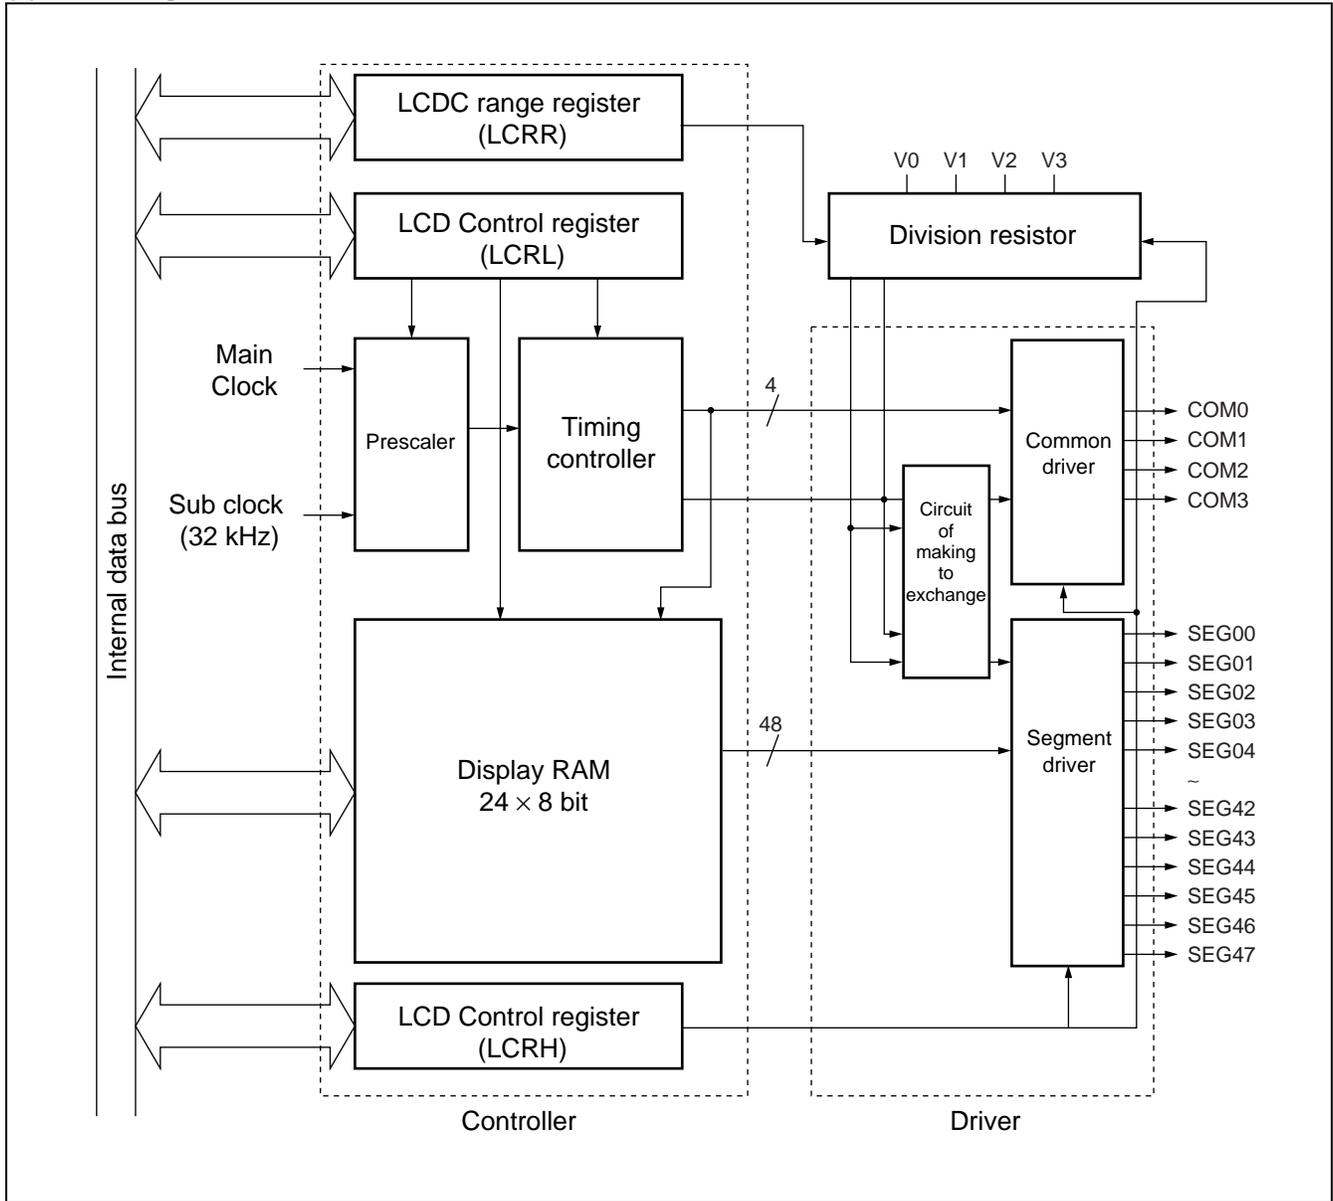 LCDC range register
(LCRR)
V0 V1 V2 V3
LCD Control register
(LCRL)
Division resistor
Main
Clock
Prescaler
Timing
controller
4
Common
driver
COM0
COM1
COM2
COM3
Sub clock
(32 kHz)
Internal data bus
Circuit
of
making
to
exchange
SEG00
SEG01
SEG02
SEG03
SEG04
~
SEG42
SEG43
SEG44
SEG45
SEG46
SEG47
48
Segment
driver
Display RAM
24 × 8 bit
LCD Control register
(LCRH)
Controller
Driver